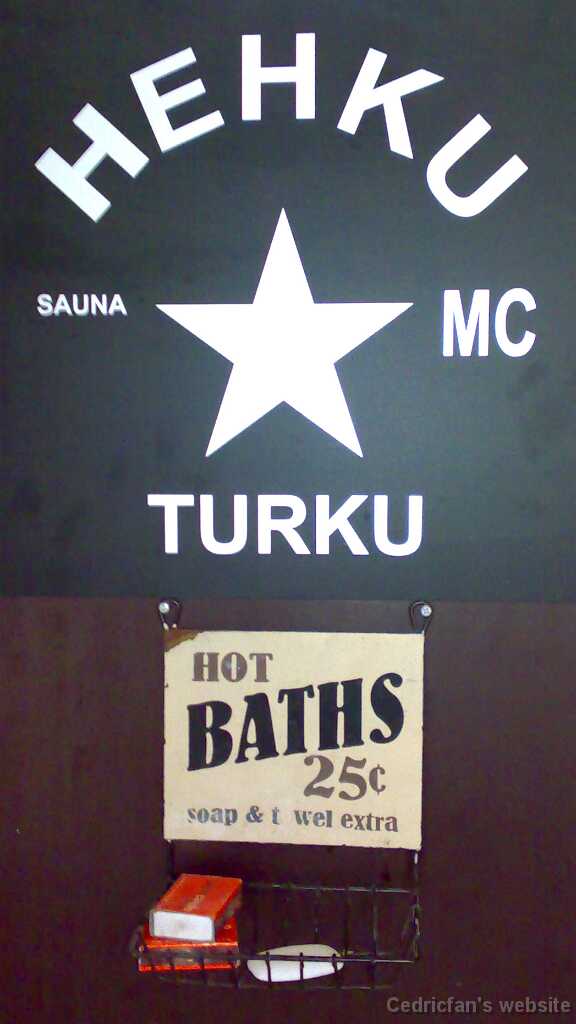 HEHKU
SAUNA
MC
TURKU
HOT
BATHS
25¢
soap & t wel extra
Cedricfan's website